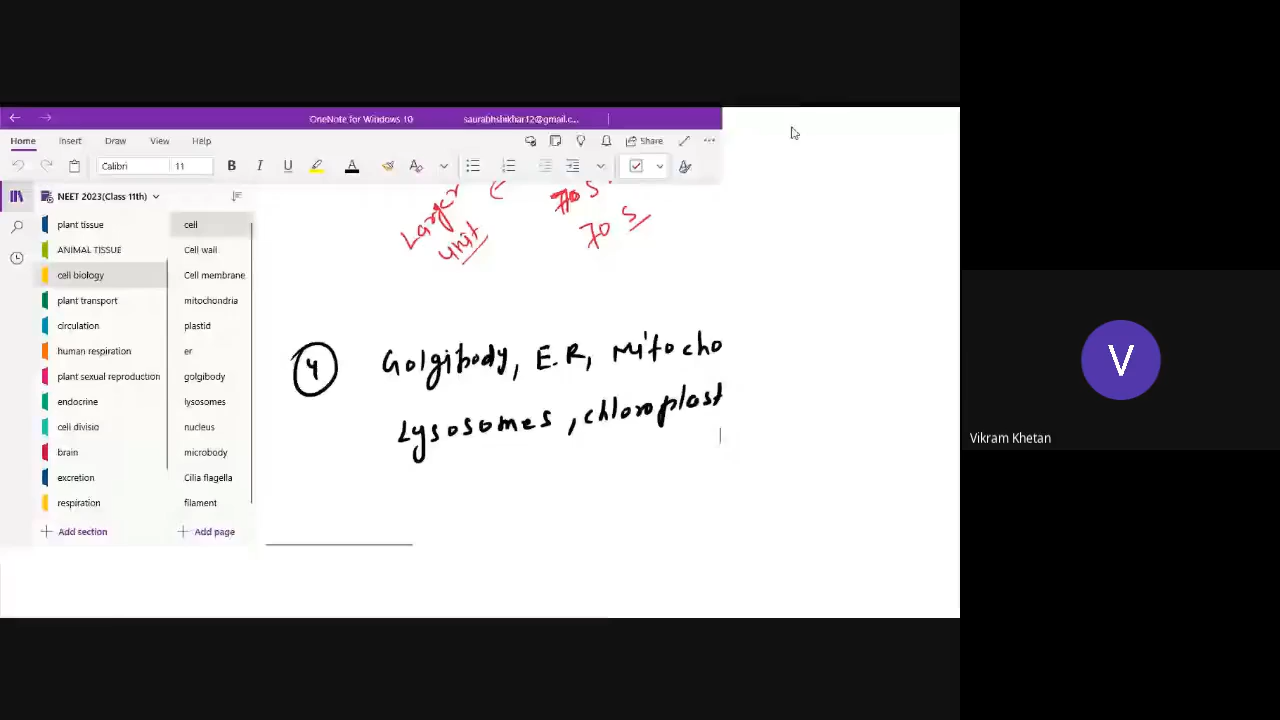 OneNote for Windows 10 saurabhshikhar12@gmail.c...
Home Insert Draw View Help Share
Calibri 11 B I U A
NEET 2023(Class 11th)
plant tissue
ANIMAL TISSUE
cell biology
plant transport
circulation
human respiration
plant sexual reproduction
endocrine
cell divisio
brain
excretion
respiration
Add section
cell
Cell wall
Cell membrane
mitochondria
plastid
er
golgibody
lysosomes
nucleus
microbody
Cilia flagella
filament
Add page
Larger
unit
70 S.
70 S
4 Golgibody, E.R, Mitocho
Lysosomes, chloroplast
V
Vikram Khetan